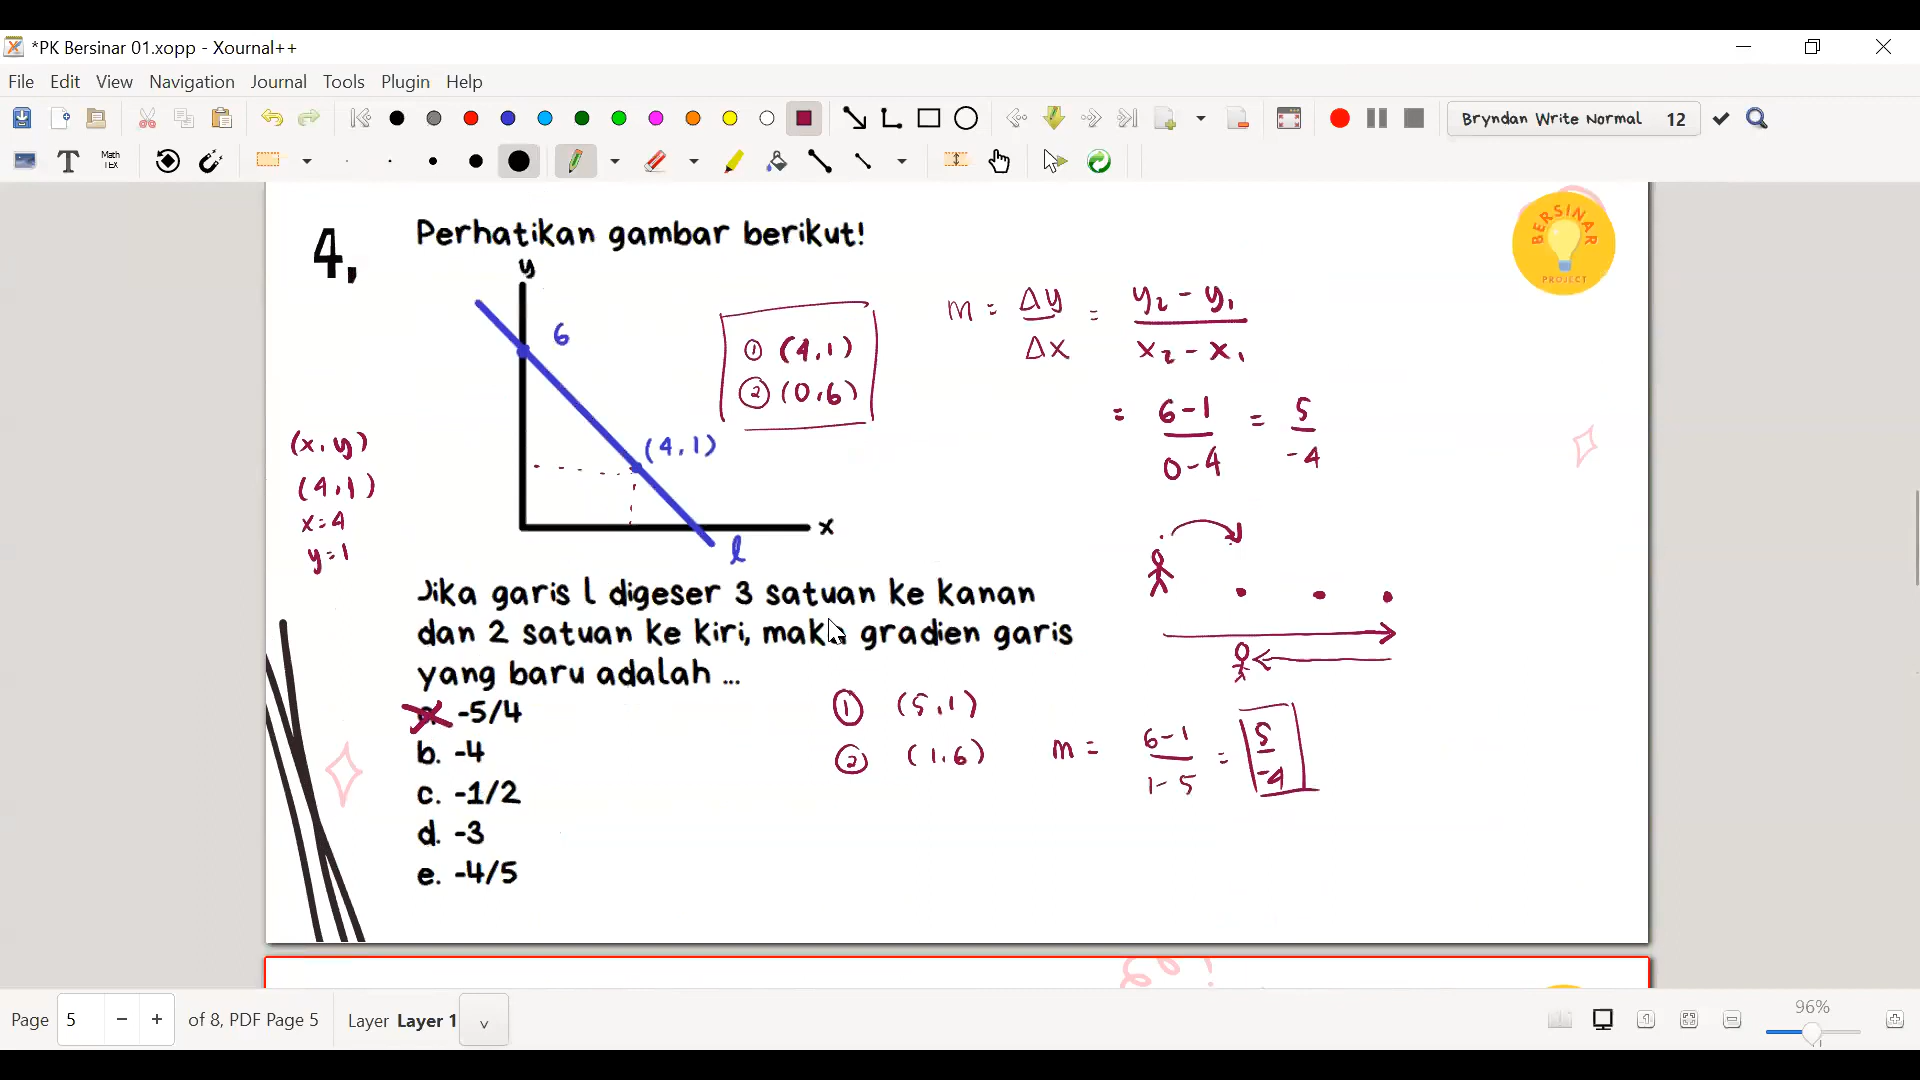 *PK Bersinar 01.xopp - Xournal++
File Edit View Navigation Journal Tools Plugin Help
Bryndan Write Normal 12
T Math TEX
4,
Perhatikan gambar berikut!
y
6
(4,1)
x
l
① (4,1)
② (0,6)
(x,y)
(4,1)
x=4
y=1
m = Δy/Δx = y₂ - y₁ / x₂ - x₁
= 6-1 / 0-4 = 5/-4
BERSINAR
PROJECT
Jika garis l digeser 3 satuan ke kanan
dan 2 satuan ke kiri, maka gradien garis
yang baru adalah ...
a. -5/4
b. -4
c. -1/2
d. -3
e. -4/5
① (5,1)
② (1,6)
m = 6-1 / 1-5 = 5/-4
Page 5 − + of 8, PDF Page 5 Layer Layer 1
96%